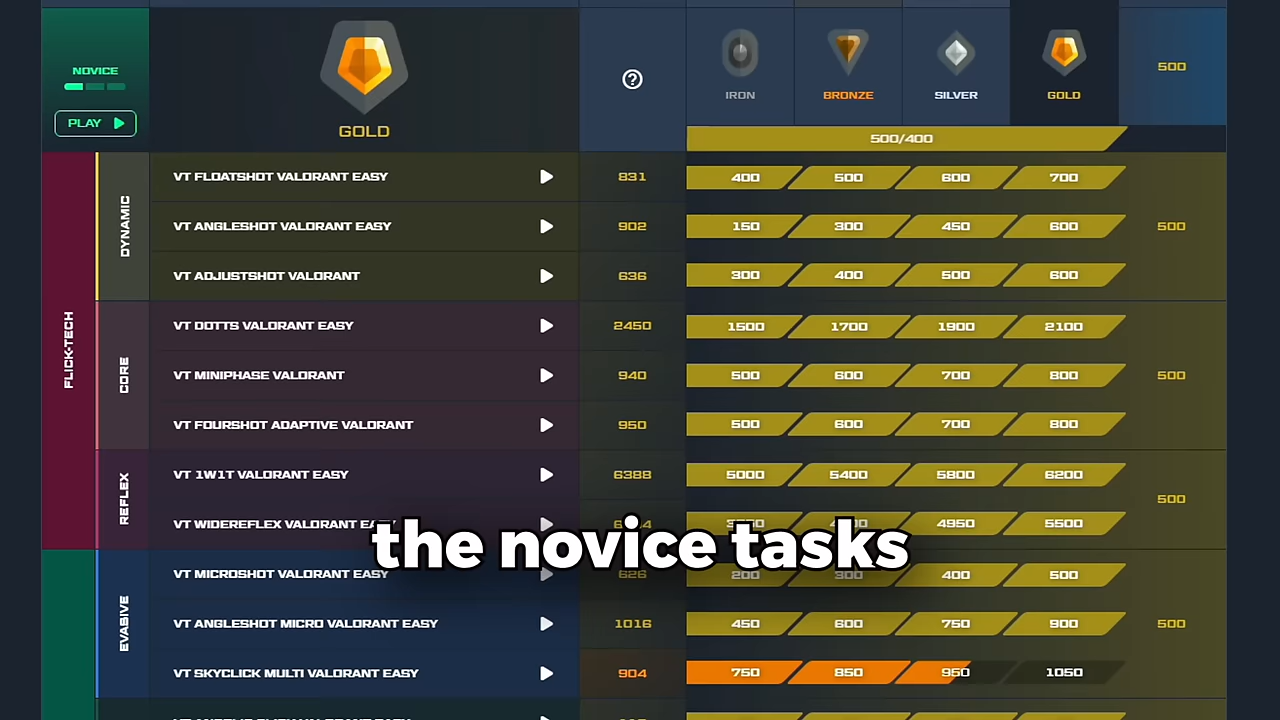 NOVICE
PLAY
GOLD
IRON
BRONZE
SILVER
GOLD
500
500/400
FLICK-TECH
DYNAMIC
VT FLOATSHOT VALORANT EASY 831 400 500 600 700
VT ANGLESHOT VALORANT EASY 902 150 300 450 600 500
VT ADJUSTSHOT VALORANT 636 300 400 500 600
CORE
VT DOTTS VALORANT EASY 2450 1500 1700 1900 2100
VT MINIPHASE VALORANT 940 500 600 700 800 500
VT FOURSHOT ADAPTIVE VALORANT 950 500 600 700 800
REFLEX
VT 1W1T VALORANT EASY 6388 5000 5400 5800 6200
500
VT WIDEREFLEX VALORANT EASY 4950 5500
the novice tasks
EVASIVE
VT MICROSHOT VALORANT EASY 626 200 300 400 500
VT ANGLESHOT MICRO VALORANT EASY 1016 450 600 750 900 500
VT SKYCLICK MULTI VALORANT EASY 904 750 850 950 1050